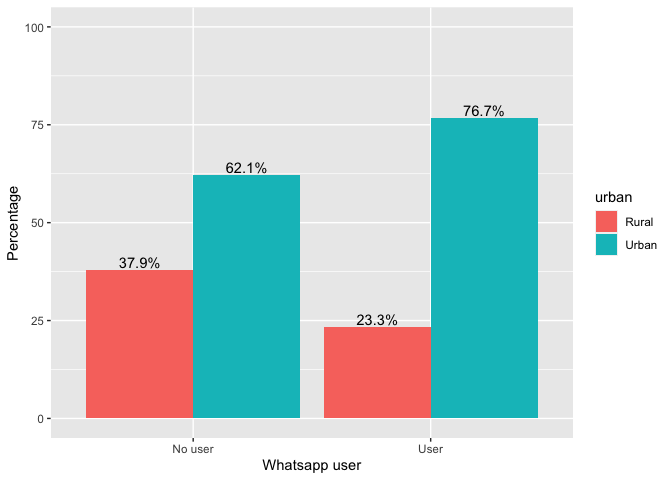 Percentage
100
75
50
25
0
37.9%
62.1%
23.3%
76.7%
No user
User
Whatsapp user
urban
Rural
Urban